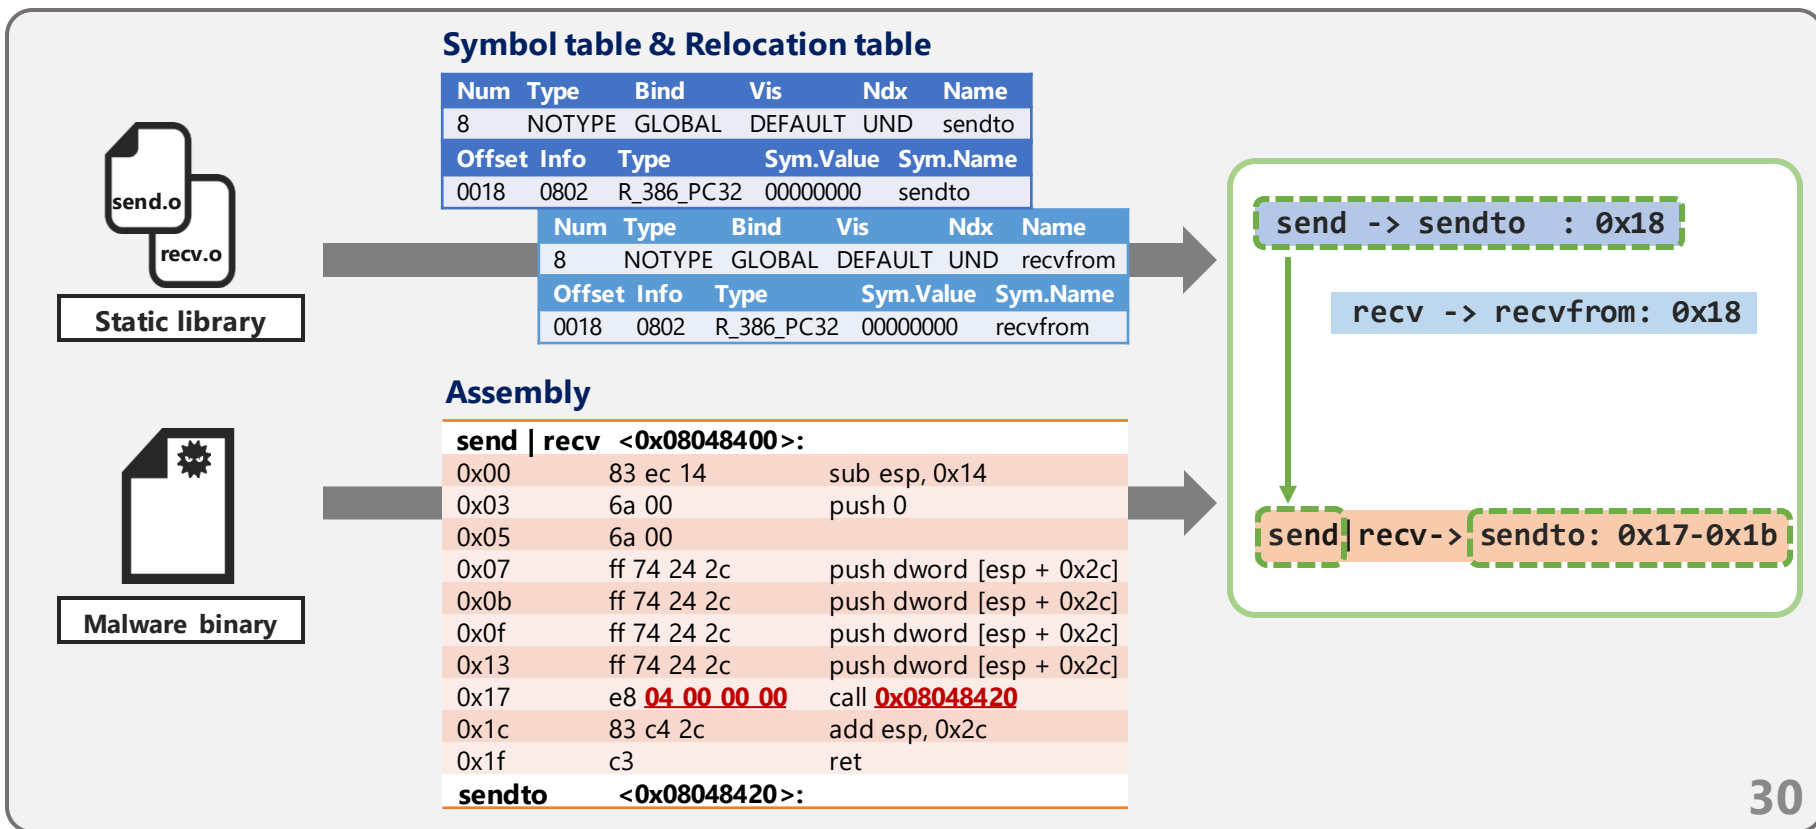 Symbol table & Relocation table
Num Type Bind Vis Ndx Name
8 NOTYPE GLOBAL DEFAULT UND sendto
Offset Info Type Sym.Value Sym.Name
0018 0802 R_386_PC32 00000000 sendto
Num Type Bind Vis Ndx Name
8 NOTYPE GLOBAL DEFAULT UND recvfrom
Offset Info Type Sym.Value Sym.Name
0018 0802 R_386_PC32 00000000 recvfrom
send.o
recv.o
Static library
send -> sendto : 0x18
recv -> recvfrom: 0x18
Assembly
send | recv <0x08048400>:
0x00 83 ec 14 sub esp, 0x14
0x03 6a 00 push 0
0x05 6a 00
0x07 ff 74 24 2c push dword [esp + 0x2c]
0x0b ff 74 24 2c push dword [esp + 0x2c]
0x0f ff 74 24 2c push dword [esp + 0x2c]
0x13 ff 74 24 2c push dword [esp + 0x2c]
0x17 e8 04 00 00 00 call 0x08048420
0x1c 83 c4 2c add esp, 0x2c
0x1f c3 ret
sendto <0x08048420>:
Malware binary
send|recv-> sendto: 0x17-0x1b
30